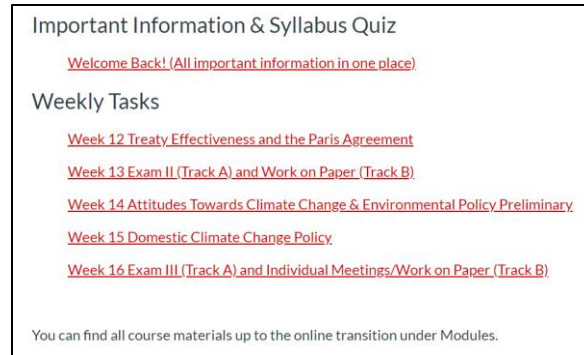 Important Information & Syllabus Quiz
Welcome Back! (All important information in one place)
Weekly Tasks
Week 12 Treaty Effectiveness and the Paris Agreement
Week 13 Exam II (Track A) and Work on Paper (Track B)
Week 14 Attitudes Towards Climate Change & Environmental Policy Preliminary
Week 15 Domestic Climate Change Policy
Week 16 Exam III (Track A) and Individual Meetings/Work on Paper (Track B)
You can find all course materials up to the online transition under Modules.